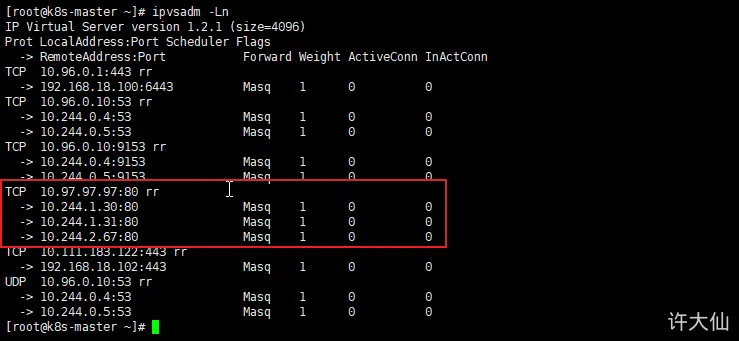 [root@k8s-master ~]# ipvsadm -Ln
IP Virtual Server version 1.2.1 (size=4096)
Prot LocalAddress:Port Scheduler Flags
  -> RemoteAddress:Port           Forward Weight ActiveConn InActConn
TCP  10.96.0.1:443 rr
  -> 192.168.18.100:6443          Masq    1      0          0
TCP  10.96.0.10:53 rr
  -> 10.244.0.4:53                Masq    1      0          0
  -> 10.244.0.5:53                Masq    1      0          0
TCP  10.96.0.10:9153 rr
  -> 10.244.0.4:9153              Masq    1      0          0
  -> 10.244.0.5:9153              Masq    1      0          0
TCP  10.97.97.97:80 rr
  -> 10.244.1.30:80               Masq    1      0          0
  -> 10.244.1.31:80               Masq    1      0          0
  -> 10.244.2.67:80               Masq    1      0          0
TCP  10.111.183.122:443 rr
  -> 192.168.18.102:443           Masq    1      0          0
UDP  10.96.0.10:53 rr
  -> 10.244.0.4:53                Masq    1      0          0
  -> 10.244.0.5:53                Masq    1      0          0
[root@k8s-master ~]#
许大仙